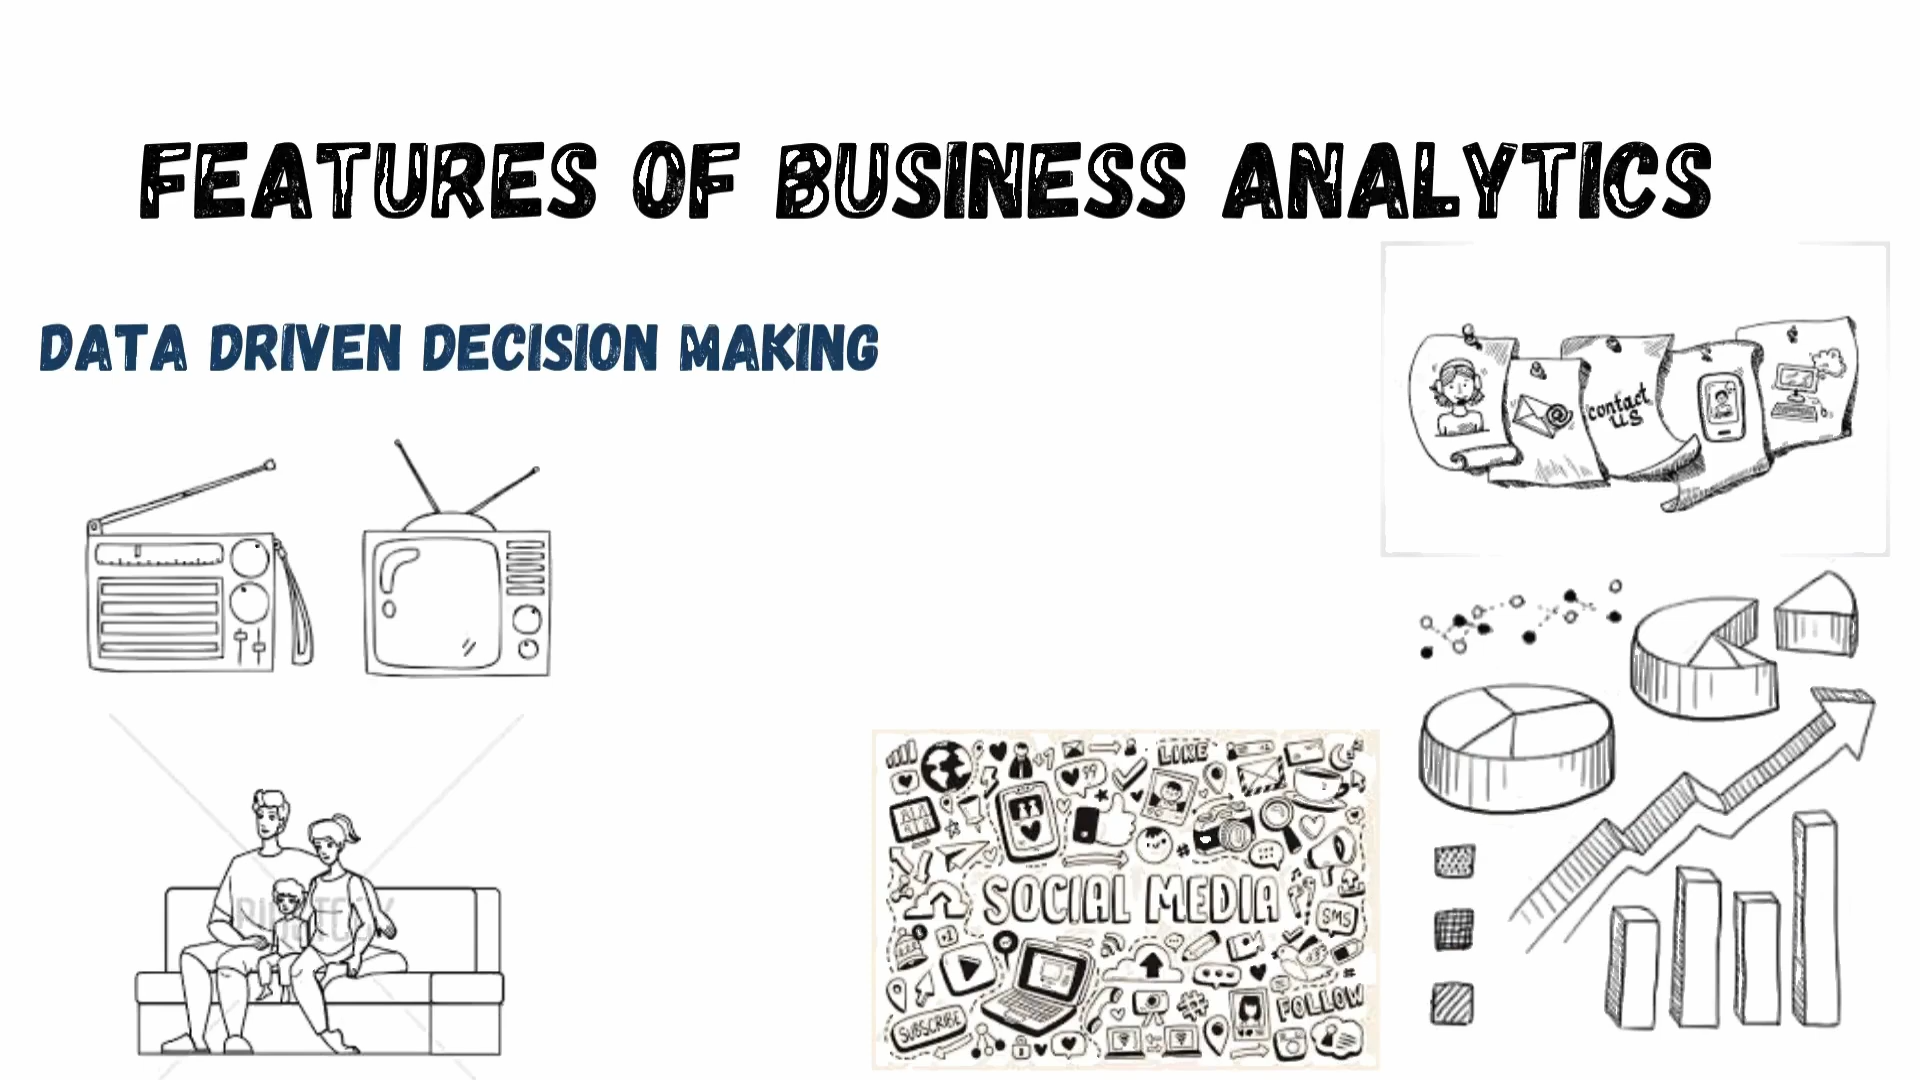 FEATURES OF BUSINESS ANALYTICS
DATA DRIVEN DECISION MAKING
contact
us
LIKE
SOCIAL MEDIA
SMS
FOLLOW
SUBSCRIBE